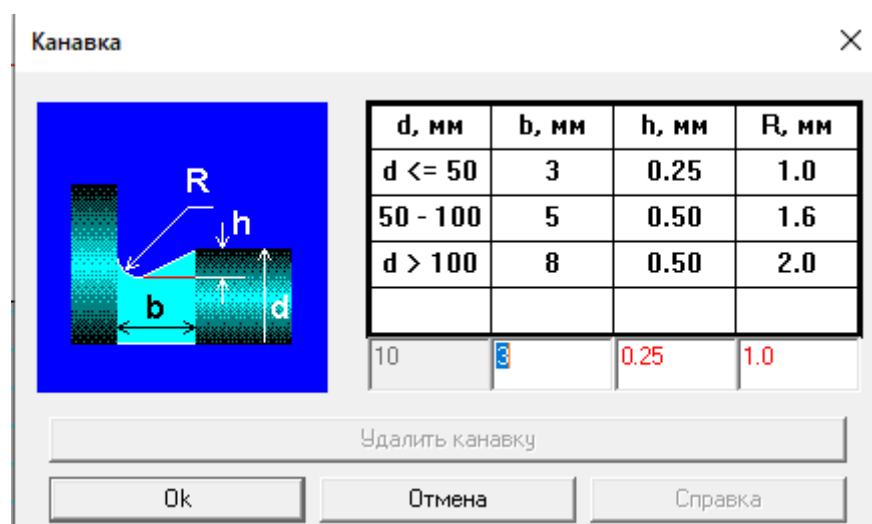 Канавка
R
h
b
d
d, мм b, мм h, мм R, мм
d <= 50 3 0.25 1.0
50 - 100 5 0.50 1.6
d > 100 8 0.50 2.0
10 3 0.25 1.0
Удалить канавку
Ok Отмена Справка